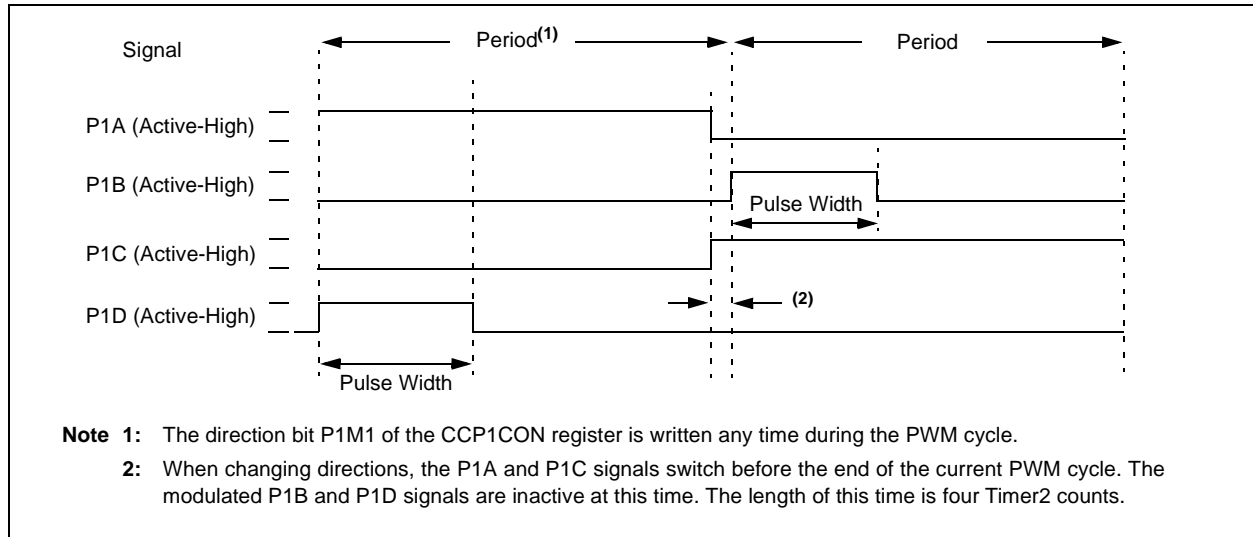 Signal
Period(1)
Period
P1A (Active-High)
P1B (Active-High)
Pulse Width
P1C (Active-High)
(2)
P1D (Active-High)
Pulse Width
Note 1: The direction bit P1M1 of the CCP1CON register is written any time during the PWM cycle.
2: When changing directions, the P1A and P1C signals switch before the end of the current PWM cycle. The
modulated P1B and P1D signals are inactive at this time. The length of this time is four Timer2 counts.